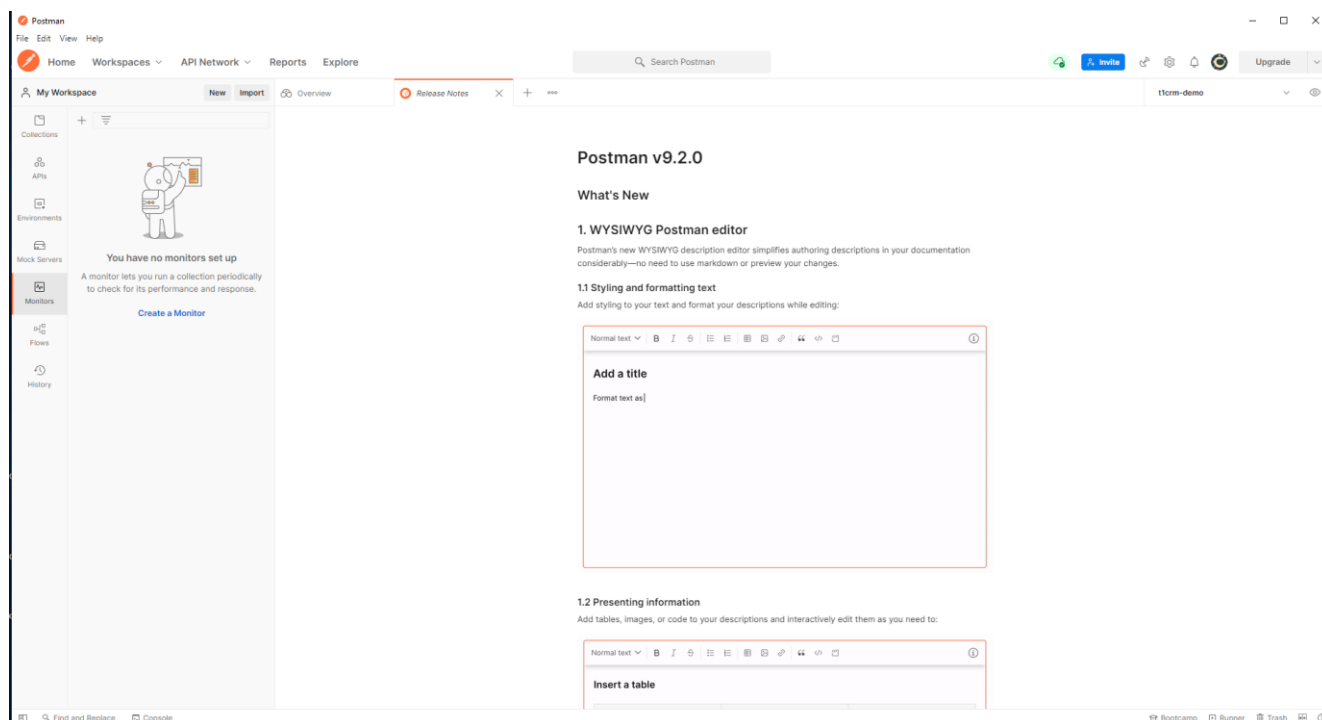 Postman
File Edit View Help
Home Workspaces API Network Reports Explore
Search Postman
Invite
Upgrade
My Workspace
New Import
Overview
Release Notes
t1crm-demo
Collections
APIs
Environments
Mock Servers
Monitors
Flows
History
You have no monitors set up
A monitor lets you run a collection periodically
to check for its performance and response.
Create a Monitor
Postman v9.2.0
What's New
1. WYSIWYG Postman editor
Postman's new WYSIWYG description editor simplifies authoring descriptions in your documentation
considerably—no need to use markdown or preview your changes.
1.1 Styling and formatting text
Add styling to your text and format your descriptions while editing:
Normal text B I S
Add a title
Format text as
1.2 Presenting information
Add tables, images, or code to your descriptions and interactively edit them as you need to:
Normal text B I S
Insert a table
Find and Replace Console
Bootcamp Runner Trash